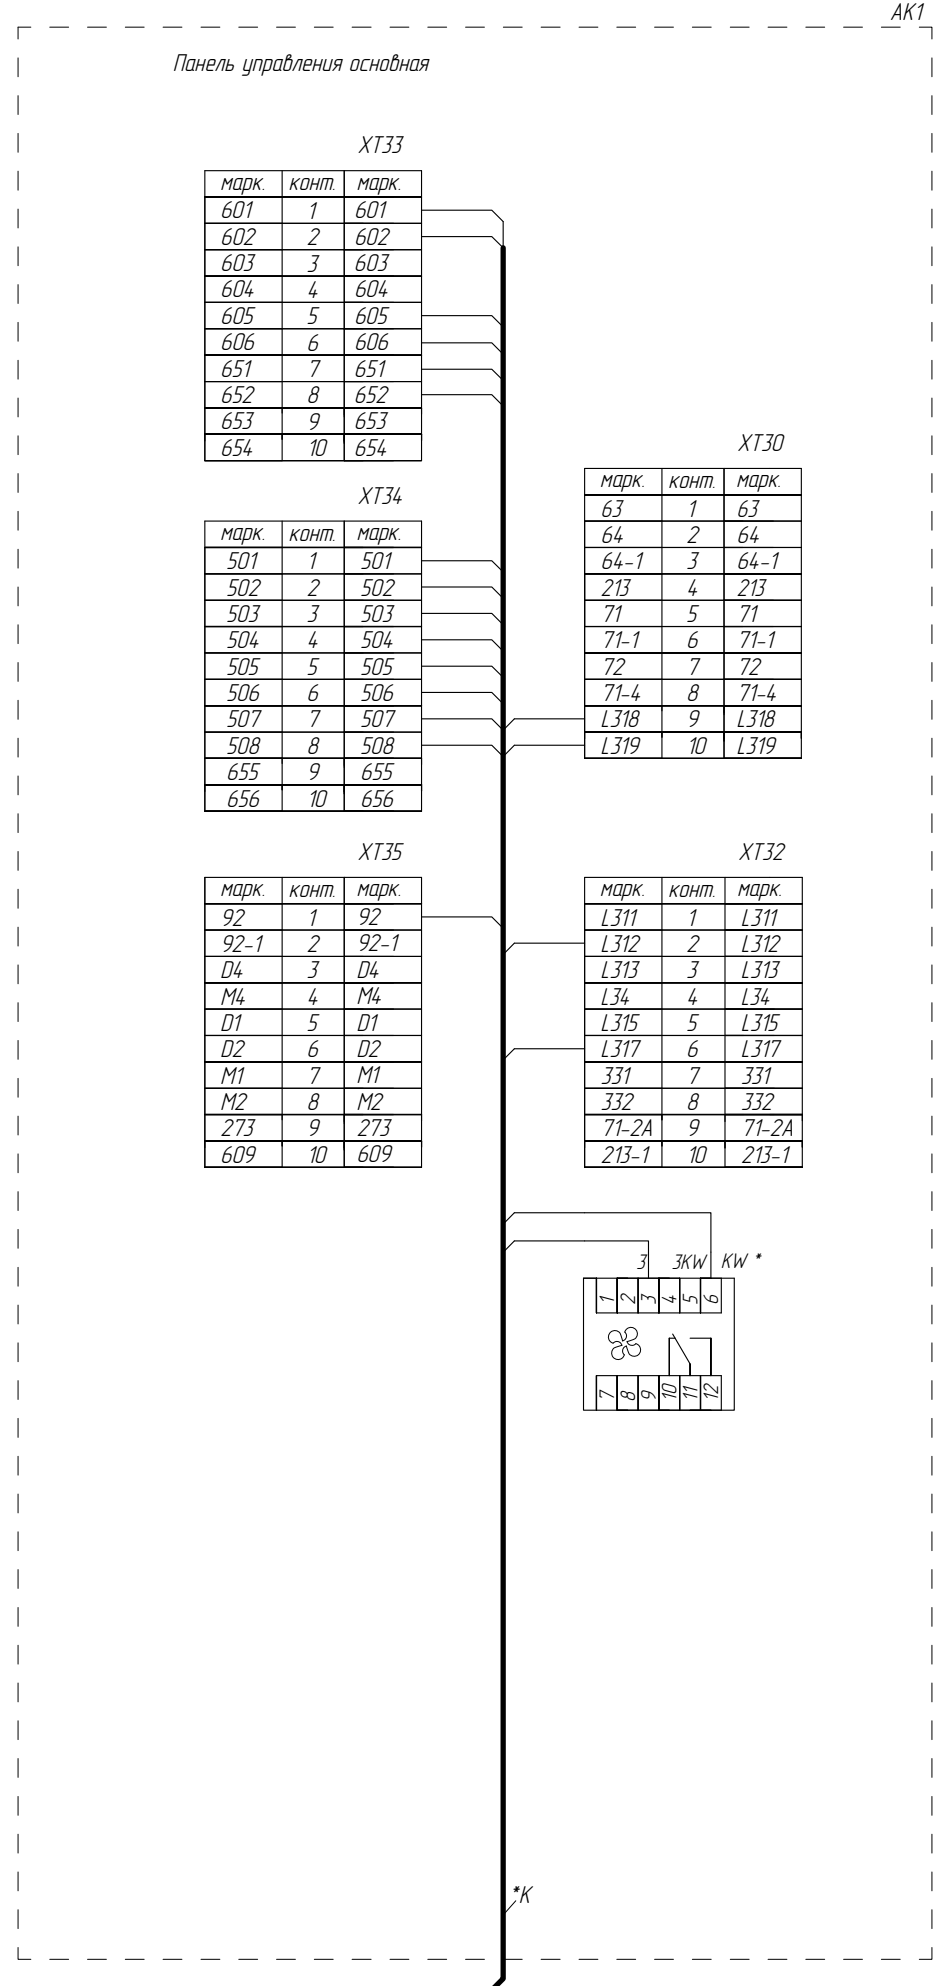 АК1
Панель управления основная
ХТ33
марк. конт. марк.
601 1 601
602 2 602
603 3 603
604 4 604
605 5 605
606 6 606
651 7 651
652 8 652
653 9 653
654 10 654
ХТ34
марк. конт. марк.
501 1 501
502 2 502
503 3 503
504 4 504
505 5 505
506 6 506
507 7 507
508 8 508
655 9 655
656 10 656
ХТ30
марк. конт. марк.
63 1 63
64 2 64
64-1 3 64-1
213 4 213
71 5 71
71-1 6 71-1
72 7 72
71-4 8 71-4
L318 9 L318
L319 10 L319
ХТ35
марк. конт. марк.
92 1 92
92-1 2 92-1
D4 3 D4
M4 4 M4
D1 5 D1
D2 6 D2
M1 7 M1
M2 8 M2
273 9 273
609 10 609
ХТ32
марк. конт. марк.
L311 1 L311
L312 2 L312
L313 3 L313
L34 4 L34
L315 5 L315
L317 6 L317
331 7 331
332 8 332
71-2А 9 71-2А
213-1 10 213-1
3 3KW KW *
1 2 3 4 5 6
7 8 9 10 11 12
*К